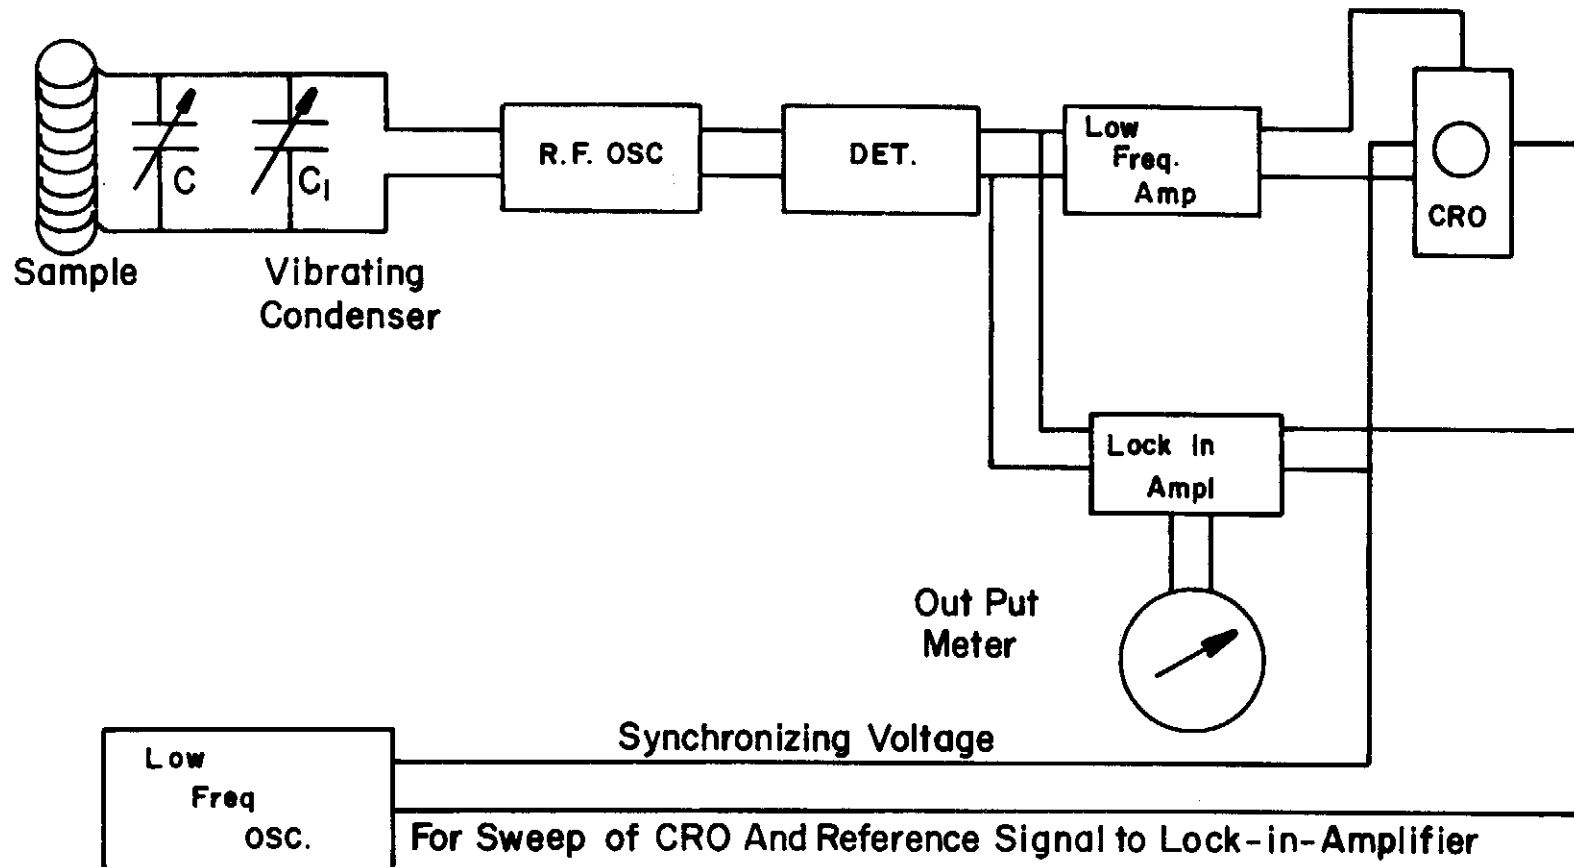 Sample
C
C1
Vibrating
Condenser
R.F. OSC
DET.
Low
Freq.
Amp
CRO
Lock in
Ampl
Out Put
Meter
Low
Freq
OSC.
Synchronizing Voltage
For Sweep of CRO And Reference Signal to Lock-in-Amplifier